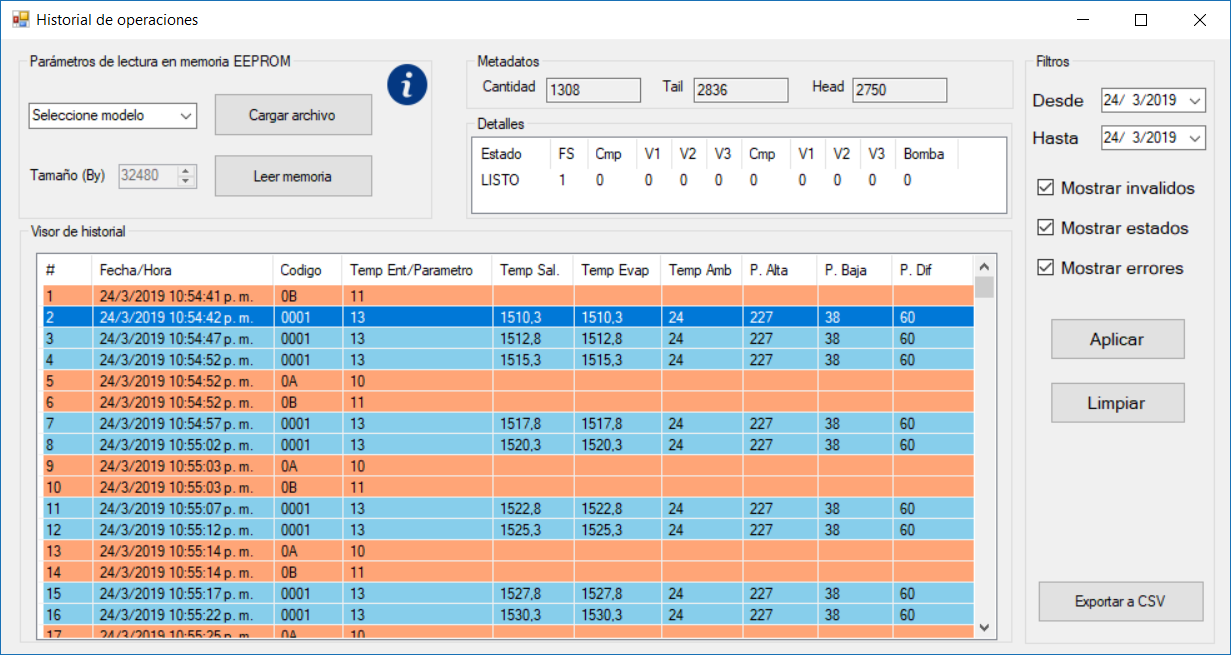 Historial de operaciones
Parámetros de lectura en memoria EEPROM
Seleccione modelo
Cargar archivo
Tamaño (By) 32480
Leer memoria
Metadatos
Cantidad 1308 Tail 2836 Head 2750
Detalles
Estado FS Cmp V1 V2 V3 Cmp V1 V2 V3 Bomba
LISTO 1 0 0 0 0 0 0 0 0 0
Visor de historial
# Fecha/Hora Codigo Temp Ent/Parametro Temp Sal. Temp Evap Temp Amb P. Alta P. Baja P. Dif
1 24/3/2019 10:54:41 p. m. 0B 11
2 24/3/2019 10:54:42 p. m. 0001 13 1510,3 1510,3 24 227 38 60
3 24/3/2019 10:54:47 p. m. 0001 13 1512,8 1512,8 24 227 38 60
4 24/3/2019 10:54:52 p. m. 0001 13 1515,3 1515,3 24 227 38 60
5 24/3/2019 10:54:52 p. m. 0A 10
6 24/3/2019 10:54:52 p. m. 0B 11
7 24/3/2019 10:54:57 p. m. 0001 13 1517,8 1517,8 24 227 38 60
8 24/3/2019 10:55:02 p. m. 0001 13 1520,3 1520,3 24 227 38 60
9 24/3/2019 10:55:03 p. m. 0A 10
10 24/3/2019 10:55:03 p. m. 0B 11
11 24/3/2019 10:55:07 p. m. 0001 13 1522,8 1522,8 24 227 38 60
12 24/3/2019 10:55:12 p. m. 0001 13 1525,3 1525,3 24 227 38 60
13 24/3/2019 10:55:14 p. m. 0A 10
14 24/3/2019 10:55:14 p. m. 0B 11
15 24/3/2019 10:55:17 p. m. 0001 13 1527,8 1527,8 24 227 38 60
16 24/3/2019 10:55:22 p. m. 0001 13 1530,3 1530,3 24 227 38 60
17 24/3/2019 10:55:25 p. m. 0A 10
Filtros
Desde 24/ 3/2019
Hasta 24/ 3/2019
Mostrar invalidos
Mostrar estados
Mostrar errores
Aplicar
Limpiar
Exportar a CSV